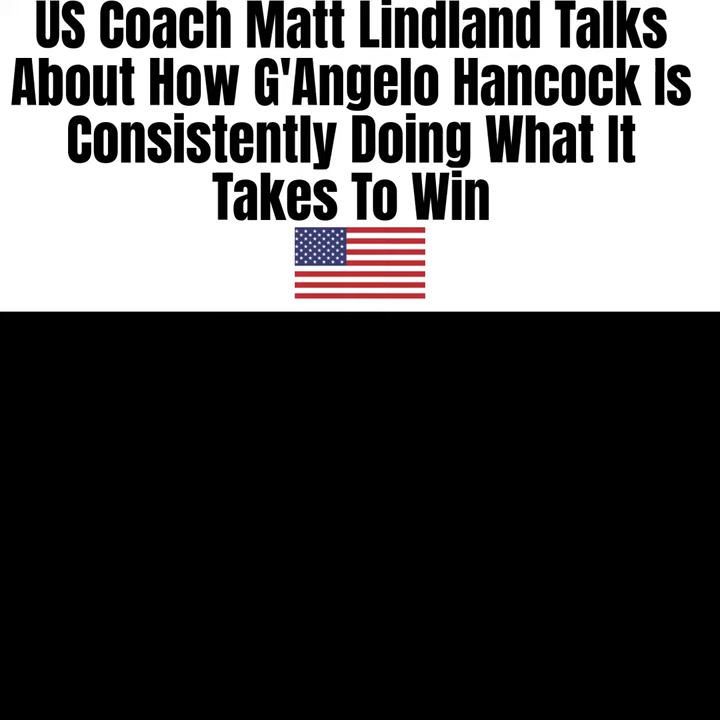 US Coach Matt Lindland Talks
About How G'Angelo Hancock Is
Consistently Doing What It
Takes To Win